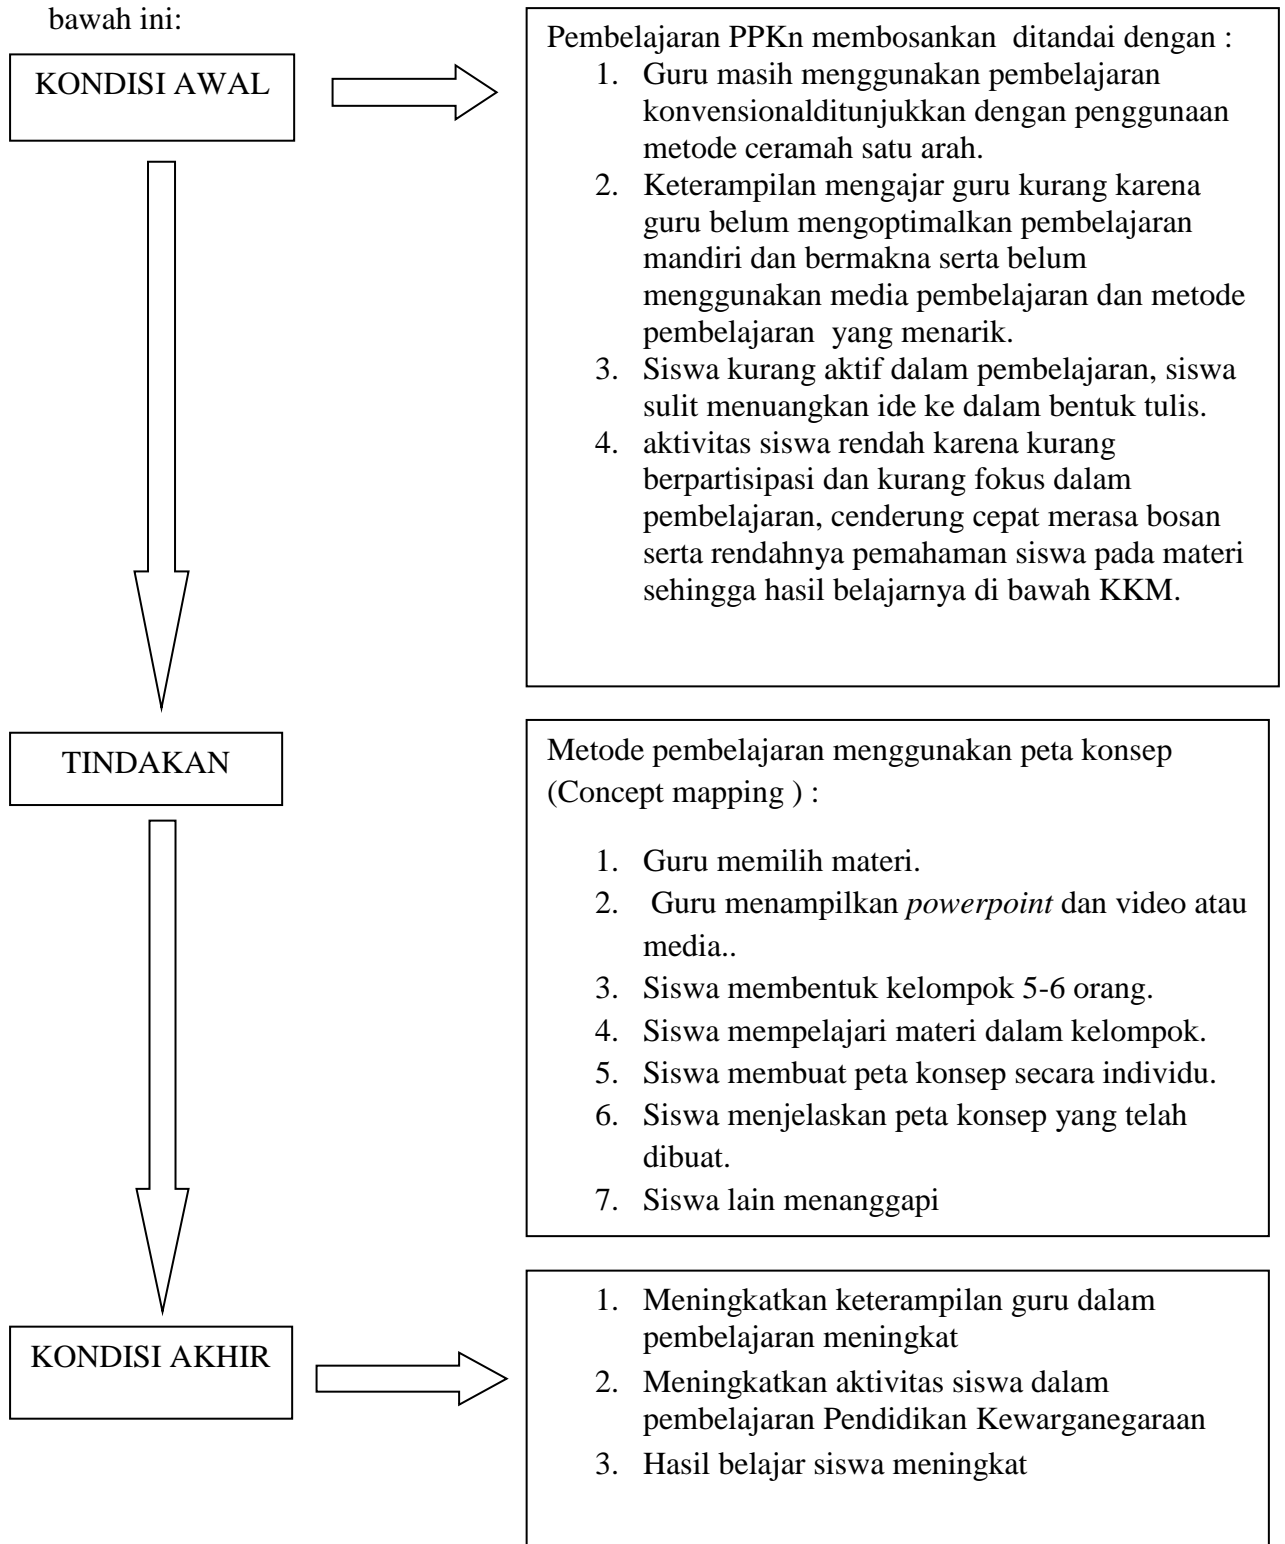 bawah ini:
KONDISI AWAL
Pembelajaran PPKn membosankan  ditandai dengan :
1. Guru masih menggunakan pembelajaran
konvensionalditunjukkan dengan penggunaan
metode ceramah satu arah.
2. Keterampilan mengajar guru kurang karena
guru belum mengoptimalkan pembelajaran
mandiri dan bermakna serta belum
menggunakan media pembelajaran dan metode
pembelajaran  yang menarik.
3. Siswa kurang aktif dalam pembelajaran, siswa
sulit menuangkan ide ke dalam bentuk tulis.
4. aktivitas siswa rendah karena kurang
berpartisipasi dan kurang fokus dalam
pembelajaran, cenderung cepat merasa bosan
serta rendahnya pemahaman siswa pada materi
sehingga hasil belajarnya di bawah KKM.
TINDAKAN
Metode pembelajaran menggunakan peta konsep
(Concept mapping ) :
1. Guru memilih materi.
2. Guru menampilkan powerpoint dan video atau
media..
3. Siswa membentuk kelompok 5-6 orang.
4. Siswa mempelajari materi dalam kelompok.
5. Siswa membuat peta konsep secara individu.
6. Siswa menjelaskan peta konsep yang telah
dibuat.
7. Siswa lain menanggapi
KONDISI AKHIR
1. Meningkatkan keterampilan guru dalam
pembelajaran meningkat
2. Meningkatkan aktivitas siswa dalam
pembelajaran Pendidikan Kewarganegaraan
3. Hasil belajar siswa meningkat